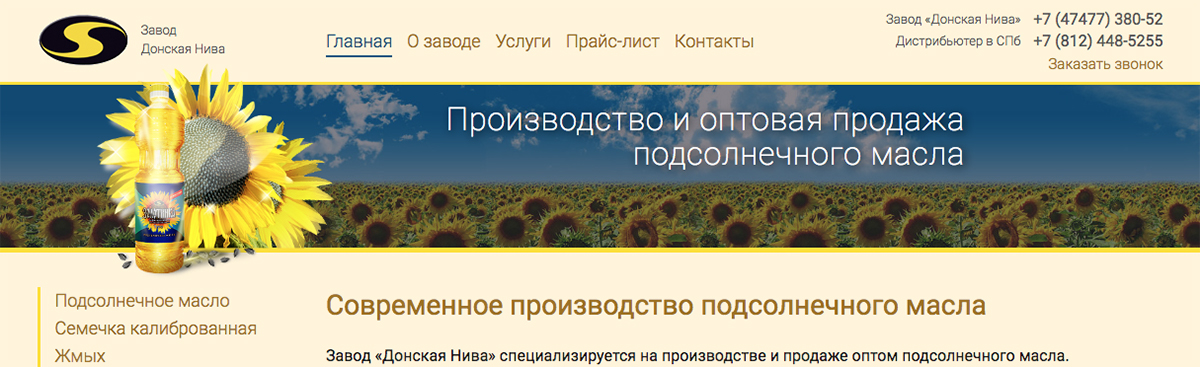 Завод
Донская Нива
Главная О заводе Услуги Прайс-лист Контакты
Завод «Донская Нива» +7 (47477) 380-52
Дистрибьютер в СПб +7 (812) 448-5255
Заказать звонок
Производство и оптовая продажа
подсолнечного масла
Подсолнечное масло
Семечка калиброванная
Жмых
Современное производство подсолнечного масла
Завод «Донская Нива» специализируется на производстве и продаже оптом подсолнечного масла.